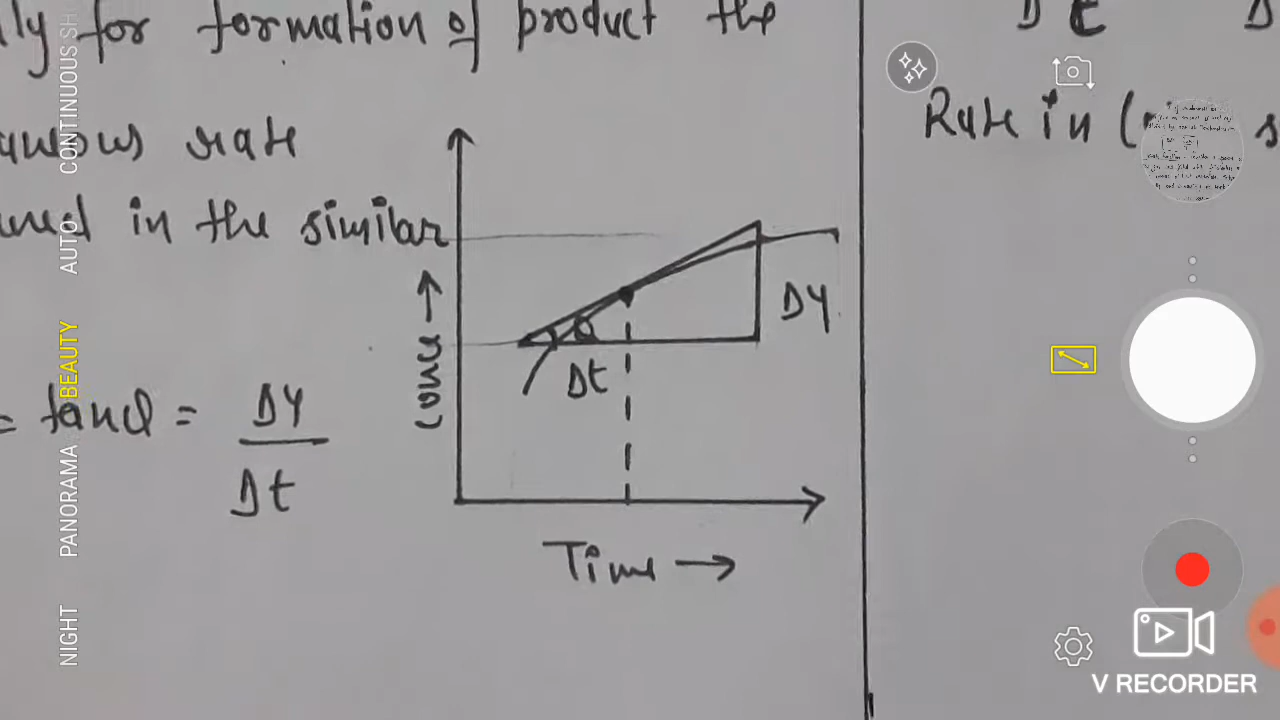 ly for formation of product the
rate
in the similar
Conc →
Δy
Δt
= tanθ = Δy
Δt
Time →
Rate in (
NIGHT PANORAMA BEAUTY AUTO CONTINUOUS SH
V RECORDER